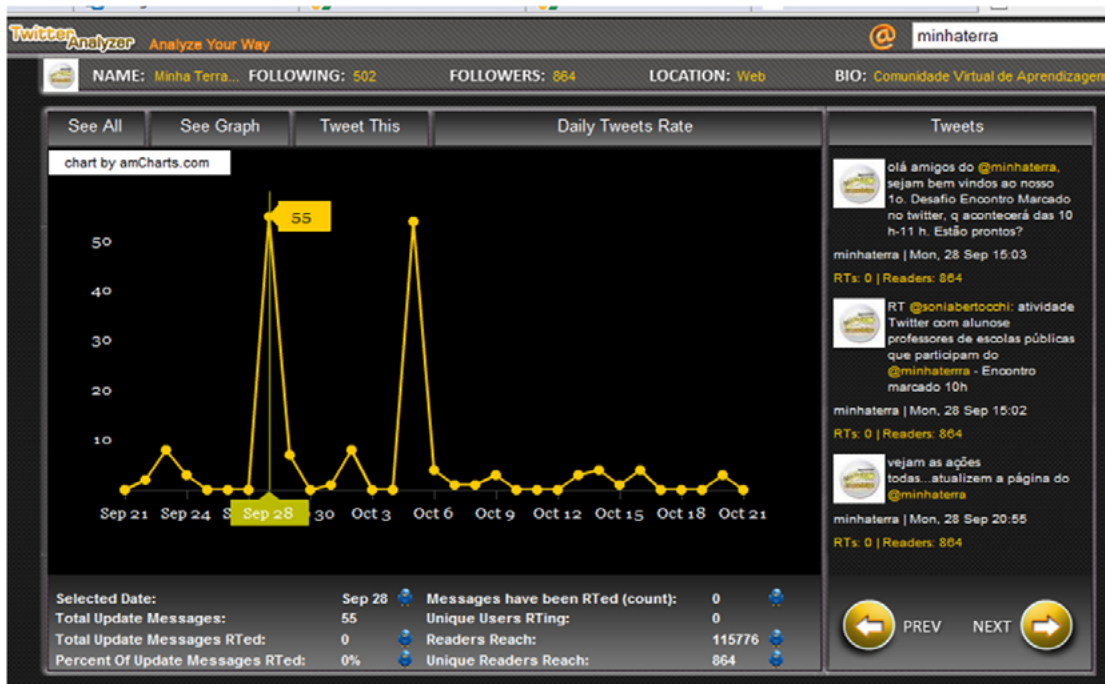 TwitterAnalyzer Analyze Your Way @ minhaterra
NAME: Minha Terra... FOLLOWING: 502 FOLLOWERS: 864 LOCATION: Web BIO: Comunidade Virtual de Aprendizagem
See All See Graph Tweet This Daily Tweets Rate
chart by amCharts.com
55
50
40
30
20
10
Sep 21 Sep 24 S Sep 28 30 Oct 3 Oct 6 Oct 9 Oct 12 Oct 15 Oct 18 Oct 21
Selected Date: Sep 28 Messages have been RTed (count): 0
Total Update Messages: 55 Unique Users RTing: 0
Total Update Messages RTed: 0 Readers Reach: 115776
Percent Of Update Messages RTed: 0% Unique Readers Reach: 864
Tweets
olá amigos do @minhaterra,
sejam bem vindos ao nosso
1o. Desafio Encontro Marcado
no twitter, q acontecerá das 10
h-11 h. Estão prontos?
minhaterra | Mon, 28 Sep 15:03
RTs: 0 | Readers: 864
RT @soniabertocchi: atividade
Twitter com alunose
professores de escolas públicas
que participam do
@minhaterrra - Encontro
marcado 10h
minhaterra | Mon, 28 Sep 15:02
RTs: 0 | Readers: 864
vejam as ações
todas...atualizem a página do
@minhaterra
minhaterra | Mon, 28 Sep 20:55
RTs: 0 | Readers: 864
PREV NEXT